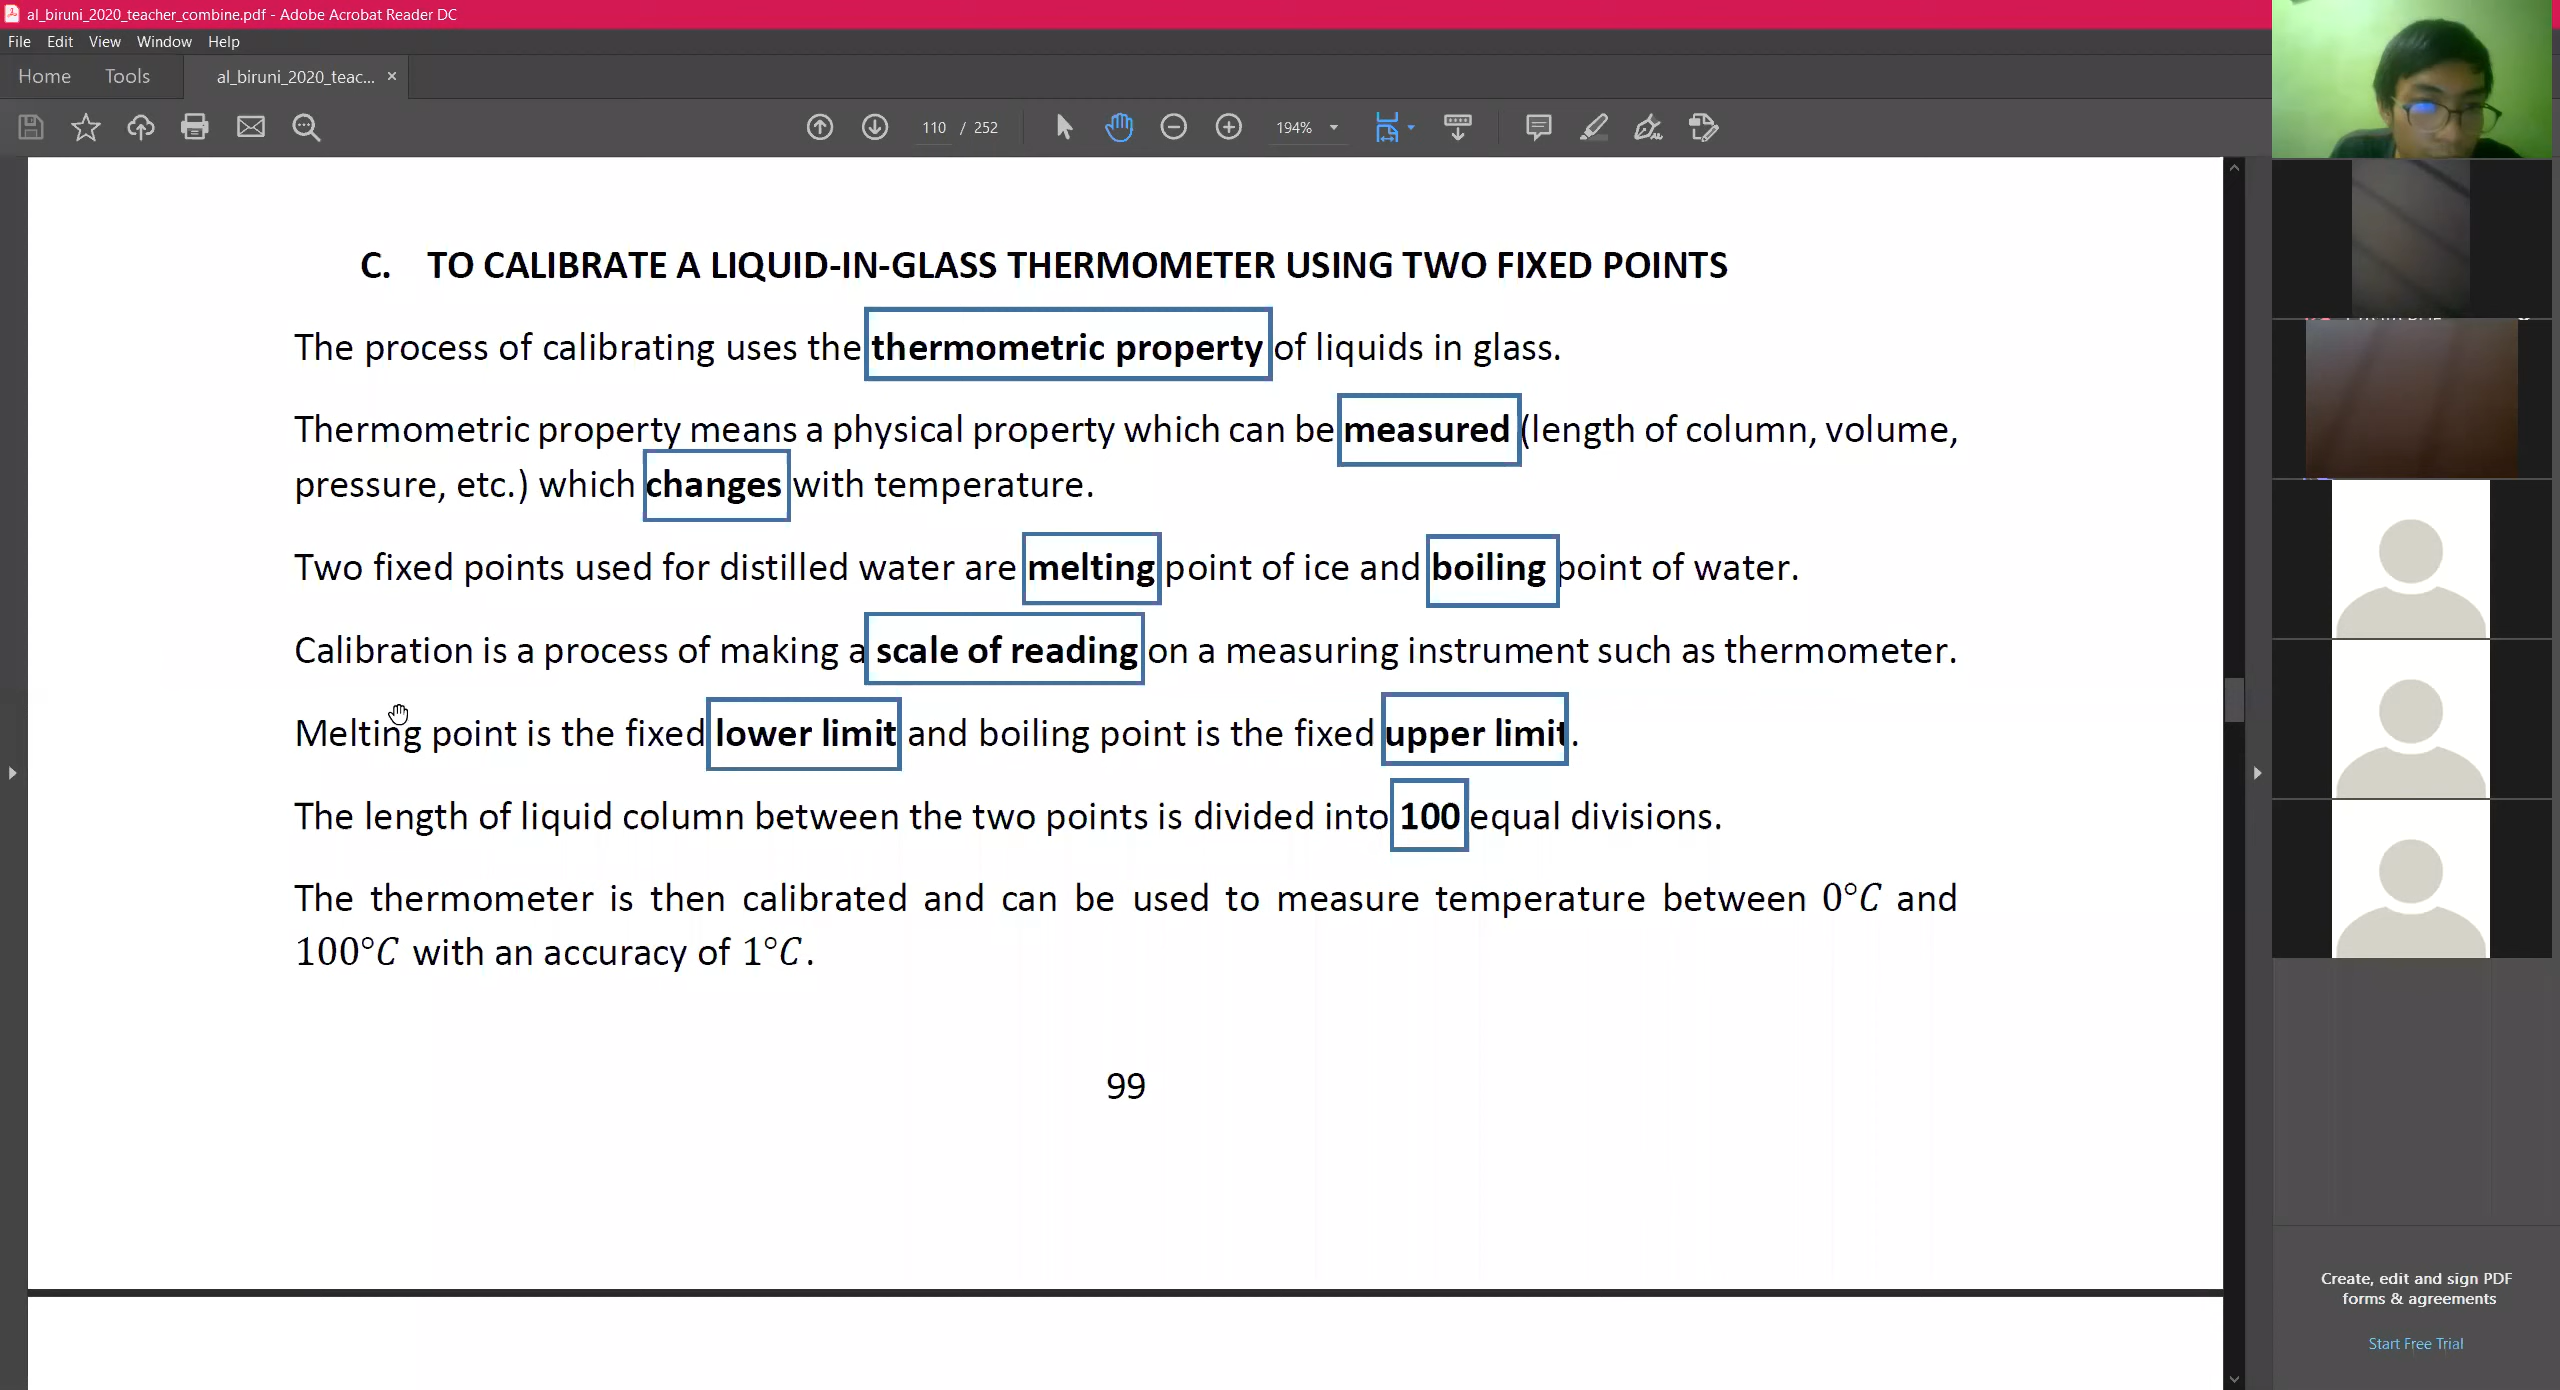 al_biruni_2020_teacher_combine.pdf - Adobe Acrobat Reader DC
File Edit View Window Help
Home Tools al_biruni_2020_teac... ×
110 / 252 194%
C. TO CALIBRATE A LIQUID-IN-GLASS THERMOMETER USING TWO FIXED POINTS
The process of calibrating uses the thermometric property of liquids in glass.
Thermometric property means a physical property which can be measured (length of column, volume,
pressure, etc.) which changes with temperature.
Two fixed points used for distilled water are melting point of ice and boiling point of water.
Calibration is a process of making a scale of reading on a measuring instrument such as thermometer.
Melting point is the fixed lower limit and boiling point is the fixed upper limit.
The length of liquid column between the two points is divided into 100 equal divisions.
The thermometer is then calibrated and can be used to measure temperature between 0°C and
100°C with an accuracy of 1°C.
99
Create, edit and sign PDF
forms & agreements
Start Free Trial